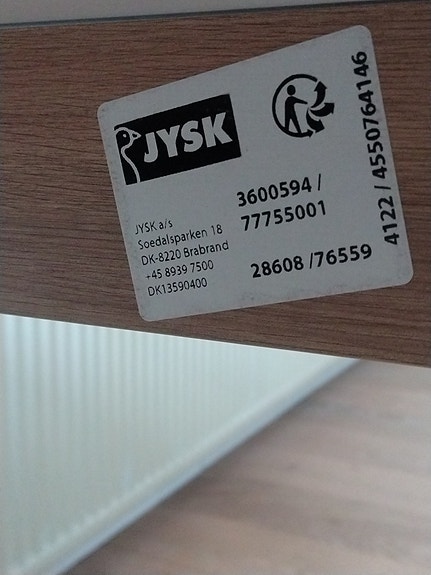 JYSK
JYSK a/s
Soedalsparken 18
DK-8220 Brabrand
+45 8939 7500
DK13590400
3600594 /
77755001
28608 /76559
4122 / 4550764146